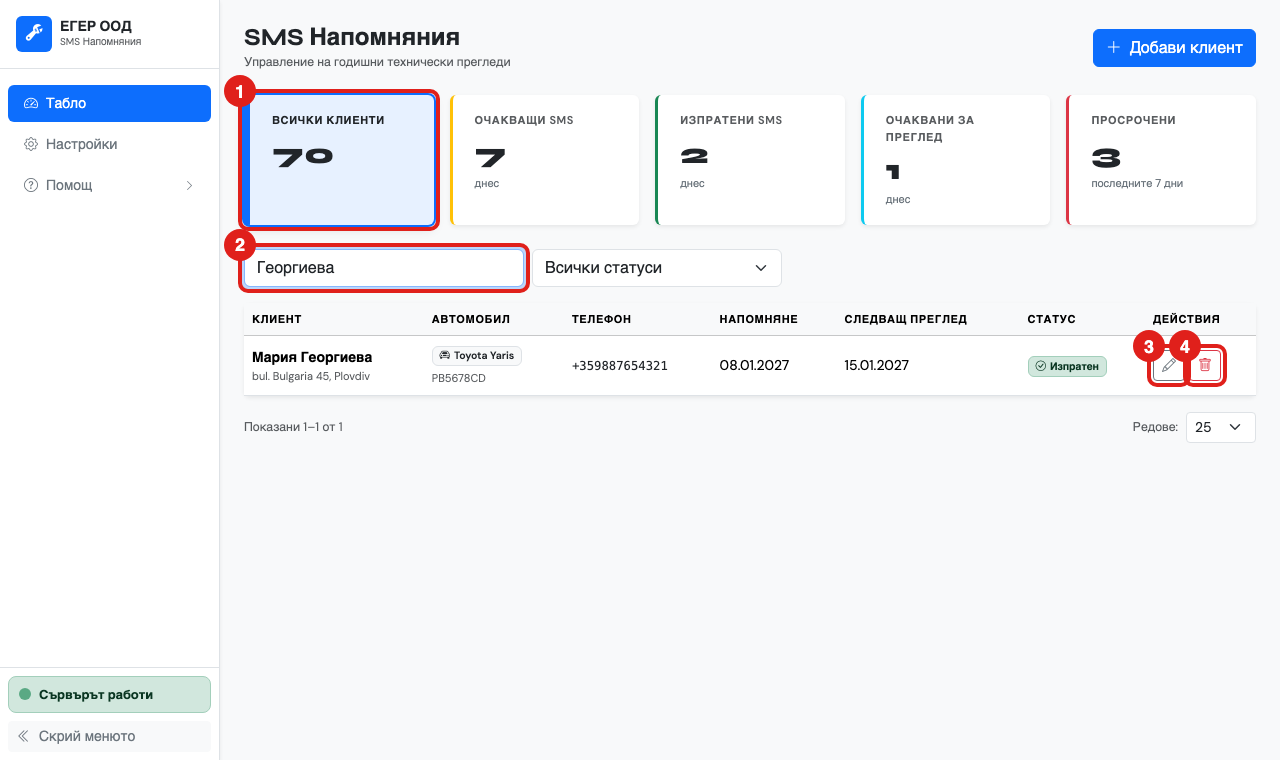 ЕГЕР ООД
SMS Напомняния
Табло
Настройки
Помощ
Сървърът работи
Скрий менюто
SMS Напомняния
Управление на годишни технически прегледи
Добави клиент
1
ВСИЧКИ КЛИЕНТИ
70
ОЧАКВАЩИ SMS
7
днес
ИЗПРАТЕНИ SMS
2
днес
ОЧАКВАНИ ЗА
ПРЕГЛЕД
1
днес
ПРОСРОЧЕНИ
3
последните 7 дни
2
Георгиева
Всички статуси
КЛИЕНТ АВТОМОБИЛ ТЕЛЕФОН НАПОМНЯНЕ СЛЕДВАЩ ПРЕГЛЕД СТАТУС ДЕЙСТВИЯ
3 4
Мария Георгиева Toyota Yaris +359887654321 08.01.2027 15.01.2027 Изпратен
bul. Bulgaria 45, Plovdiv PB5678CD
Показани 1–1 от 1 Редове: 25